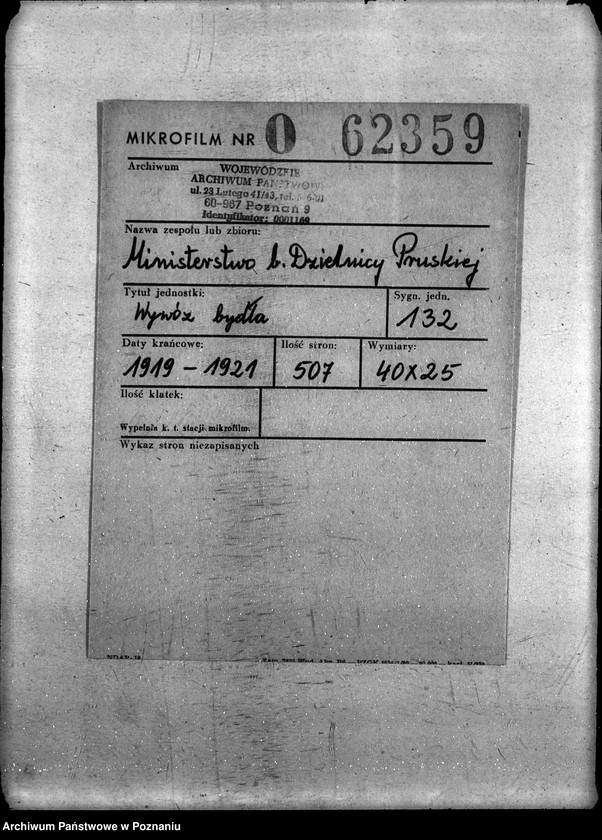 MIKROFILM NR 0 62359
Archiwum
WOJEWÓDZKIE
ARCHIWUM PAŃSTWOWE
ul. 23 Lutego 41/43, tel.
60-967 Poznań 9
Identyfikator: 0001169
Nazwa zespołu lub zbioru:
Ministerstwo b. Dzielnicy Pruskiej
Tytuł jednostki:
Wywóz bydła
Sygn. jedn.
132
Daty krańcowe:
1919 - 1921
Ilość stron:
507
Wymiary:
40X25
Ilość klatek:
Wypełnia k. t. stacji mikrofilm.
Wykaz stron niezapisanych
Archiwum Państwowe w Poznaniu